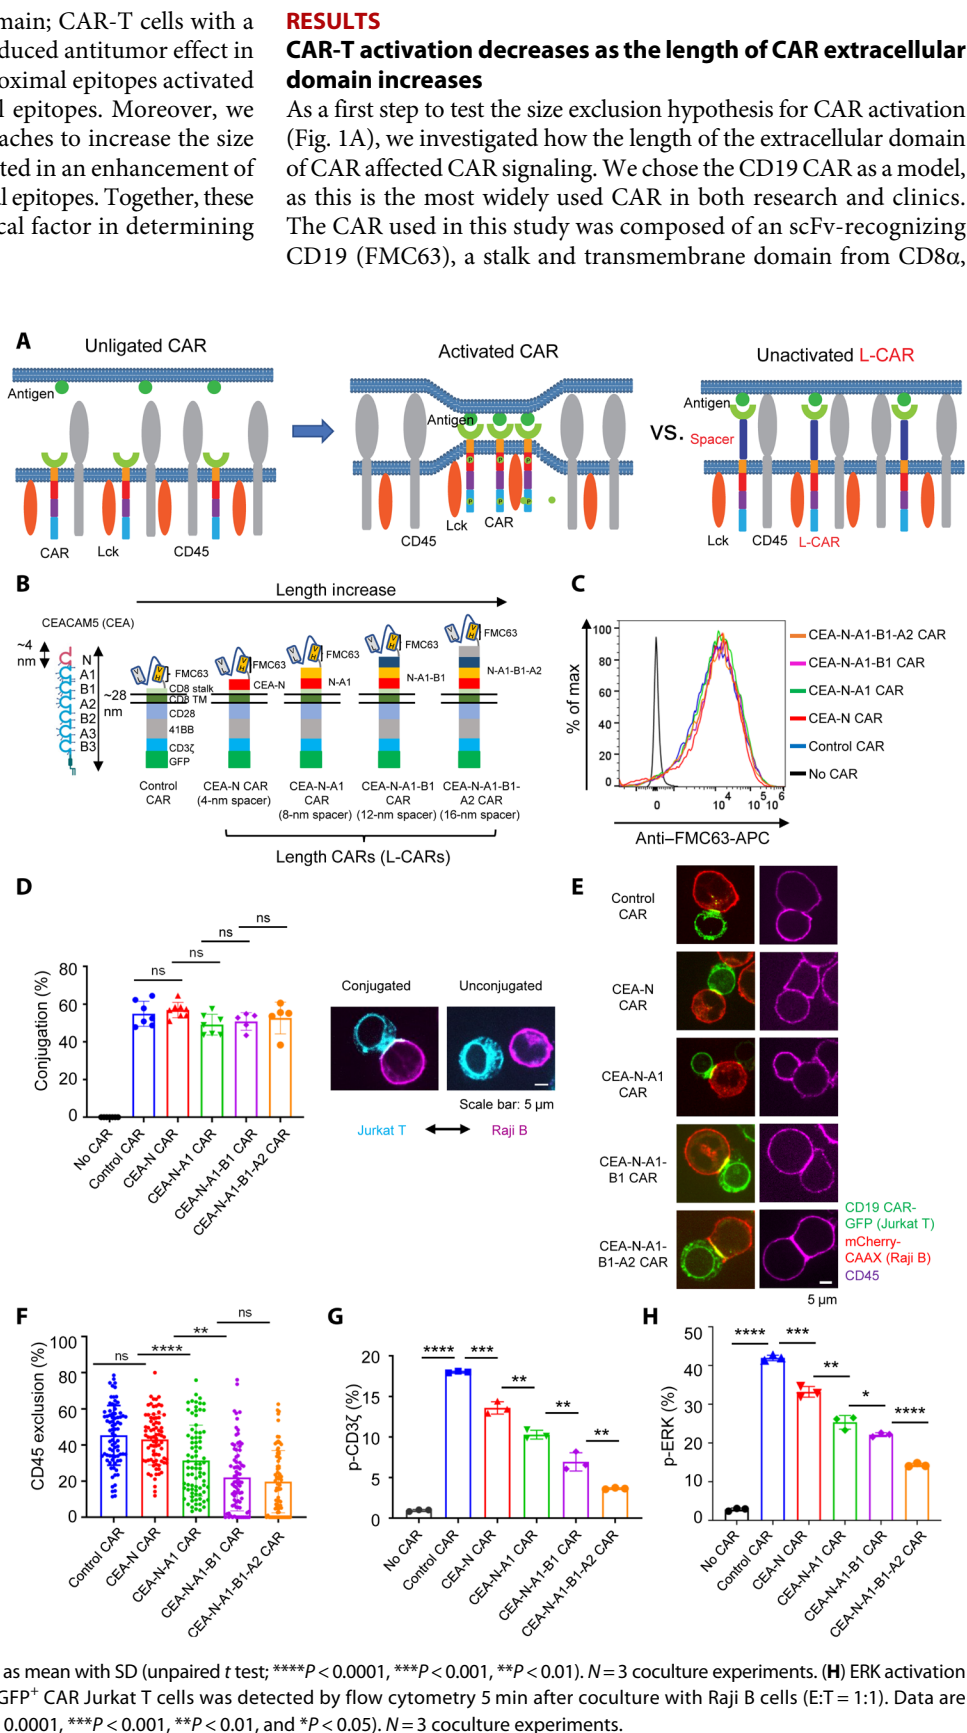 main; CAR-T cells with a
duced antitumor effect in
oximal epitopes activated
l epitopes. Moreover, we
aches to increase the size
ted in an enhancement of
al epitopes. Together, these
cal factor in determining
RESULTS
CAR-T activation decreases as the length of CAR extracellular
domain increases
As a first step to test the size exclusion hypothesis for CAR activation
(Fig. 1A), we investigated how the length of the extracellular domain
of CAR affected CAR signaling. We chose the CD19 CAR as a model,
as this is the most widely used CAR in both research and clinics.
The CAR used in this study was composed of an scFv-recognizing
CD19 (FMC63), a stalk and transmembrane domain from CD8α,
A
Unligated CAR
Antigen
CAR Lck CD45
Activated CAR
Antigen
P P P
P P P
CD45 Lck CAR
vs.
Unactivated L-CAR
Antigen
Spacer
Lck CD45 L-CAR
B
Length increase
CEACAM5 (CEA)
~4
nm
N
A1
B1
A2
B2
A3
B3
~28
nm
FMC63
CD8 stalk
CD8 TM
CD28
41BB
CD3ζ
GFP
FMC63
CEA-N
FMC63
N-A1
FMC63
N-A1-B1
FMC63
N-A1-B1-A2
Control
CAR
CEA-N CAR
(4-nm spacer)
CEA-N-A1
CAR
(8-nm spacer)
CEA-N-A1-B1
CAR
(12-nm spacer)
CEA-N-A1-B1-
A2 CAR
(16-nm spacer)
Length CARs (L-CARs)
C
% of max
100
80
60
40
20
0
0 10^4 10^5 10^6
Anti–FMC63-APC
CEA-N-A1-B1-A2 CAR
CEA-N-A1-B1 CAR
CEA-N-A1 CAR
CEA-N CAR
Control CAR
No CAR
D
Conjugation (%)
80
60
40
20
0
ns
ns
ns
ns
No CAR
Control CAR
CEA-N CAR
CEA-N-A1 CAR
CEA-N-A1-B1 CAR
CEA-N-A1-B1-A2 CAR
Conjugated Unconjugated
Scale bar: 5 µm
Jurkat T Raji B
E
Control
CAR
CEA-N
CAR
CEA-N-A1
CAR
CEA-N-A1-
B1 CAR
CEA-N-A1-
B1-A2 CAR
CD19 CAR-
GFP (Jurkat T)
mCherry-
CAAX (Raji B)
CD45
5 µm
F
CD45 exclusion (%)
100
80
60
40
20
0
ns
****
**
ns
Control CAR
CEA-N CAR
CEA-N-A1 CAR
CEA-N-A1-B1 CAR
CEA-N-A1-B1-A2 CAR
G
p-CD3ζ (%)
20
15
10
5
0
**** *** ** ** **
No CAR
Control CAR
CEA-N CAR
CEA-N-A1 CAR
CEA-N-A1-B1 CAR
CEA-N-A1-B1-A2 CAR
H
p-ERK (%)
50
40
30
20
10
0
**** *** ** * ****
No CAR
Control CAR
CEA-N CAR
CEA-N-A1 CAR
CEA-N-A1-B1 CAR
CEA-N-A1-B1-A2 CAR
as mean with SD (unpaired t test; ****P < 0.0001, ***P < 0.001, **P < 0.01). N = 3 coculture experiments. (H) ERK activation
GFP+ CAR Jurkat T cells was detected by flow cytometry 5 min after coculture with Raji B cells (E:T = 1:1). Data are
0.0001, ***P < 0.001, **P < 0.01, and *P < 0.05). N = 3 coculture experiments.